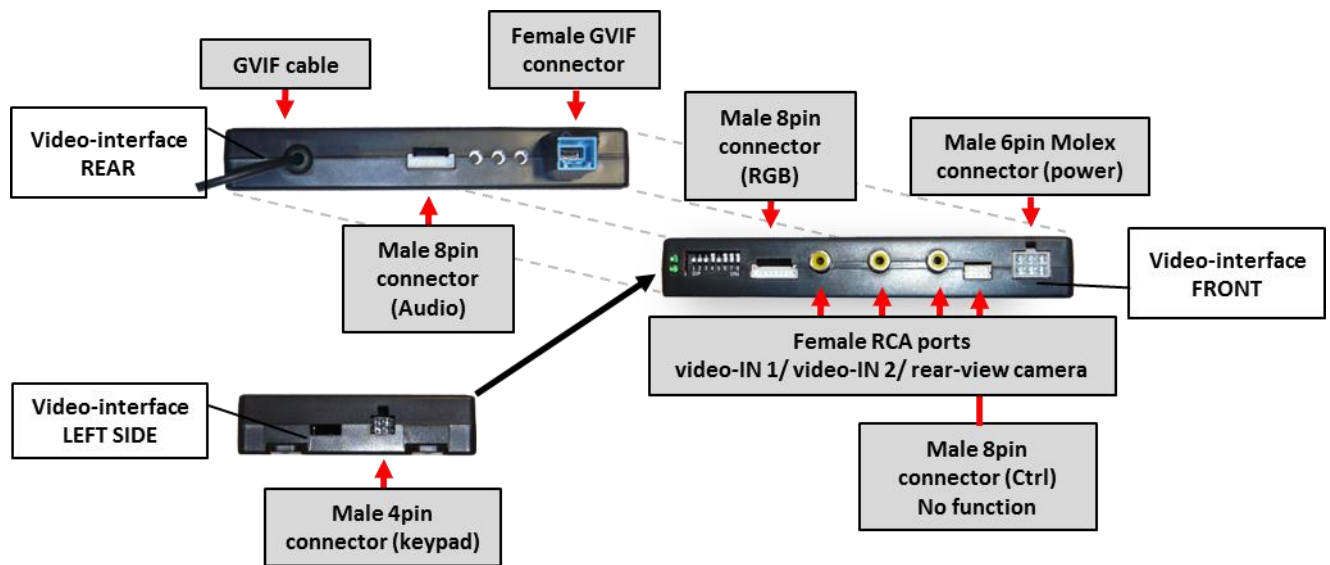 GVIF cable
Female GVIF
connector
Video-interface
REAR
Male 8pin
connector
(RGB)
Male 6pin Molex
connector (power)
Male 8pin
connector
(Audio)
Video-interface
FRONT
Female RCA ports
video-IN 1/ video-IN 2/ rear-view camera
Video-interface
LEFT SIDE
Male 8pin
connector (Ctrl)
No function
Male 4pin
connector (keypad)